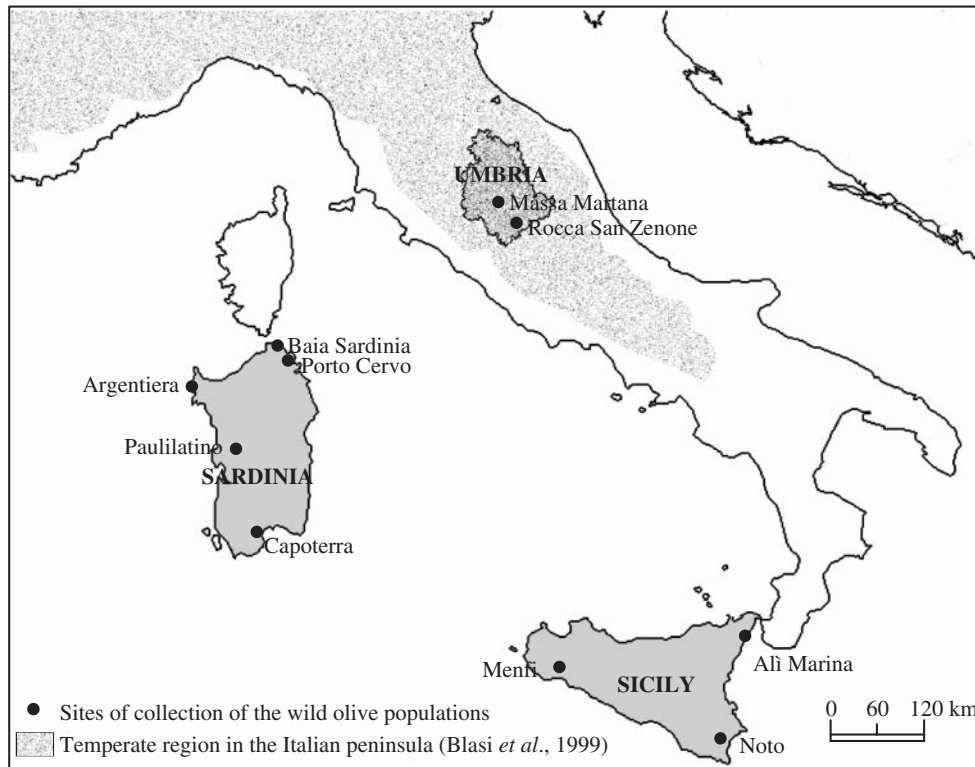 UMBRIA
Massa Martana
Rocca San Zenone
Baia Sardinia
Porto Cervo
Argentiera
Paulilatino
SARDINIA
Capoterra
Alì Marina
Menfi
SICILY
Noto
Sites of collection of the wild olive populations
Temperate region in the Italian peninsula (Blasi et al., 1999)
0 60 120 km